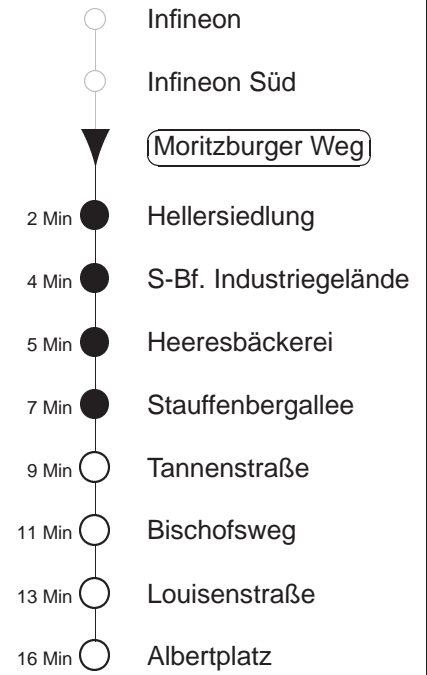 Infineon
Infineon Süd
Moritzburger Weg
2 Min Hellersiedlung
4 Min S-Bf. Industriegelände
5 Min Heeresbäckerei
7 Min Stauffenbergallee
9 Min Tannenstraße
11 Min Bischofsweg
13 Min Louisenstraße
16 Min Albertplatz